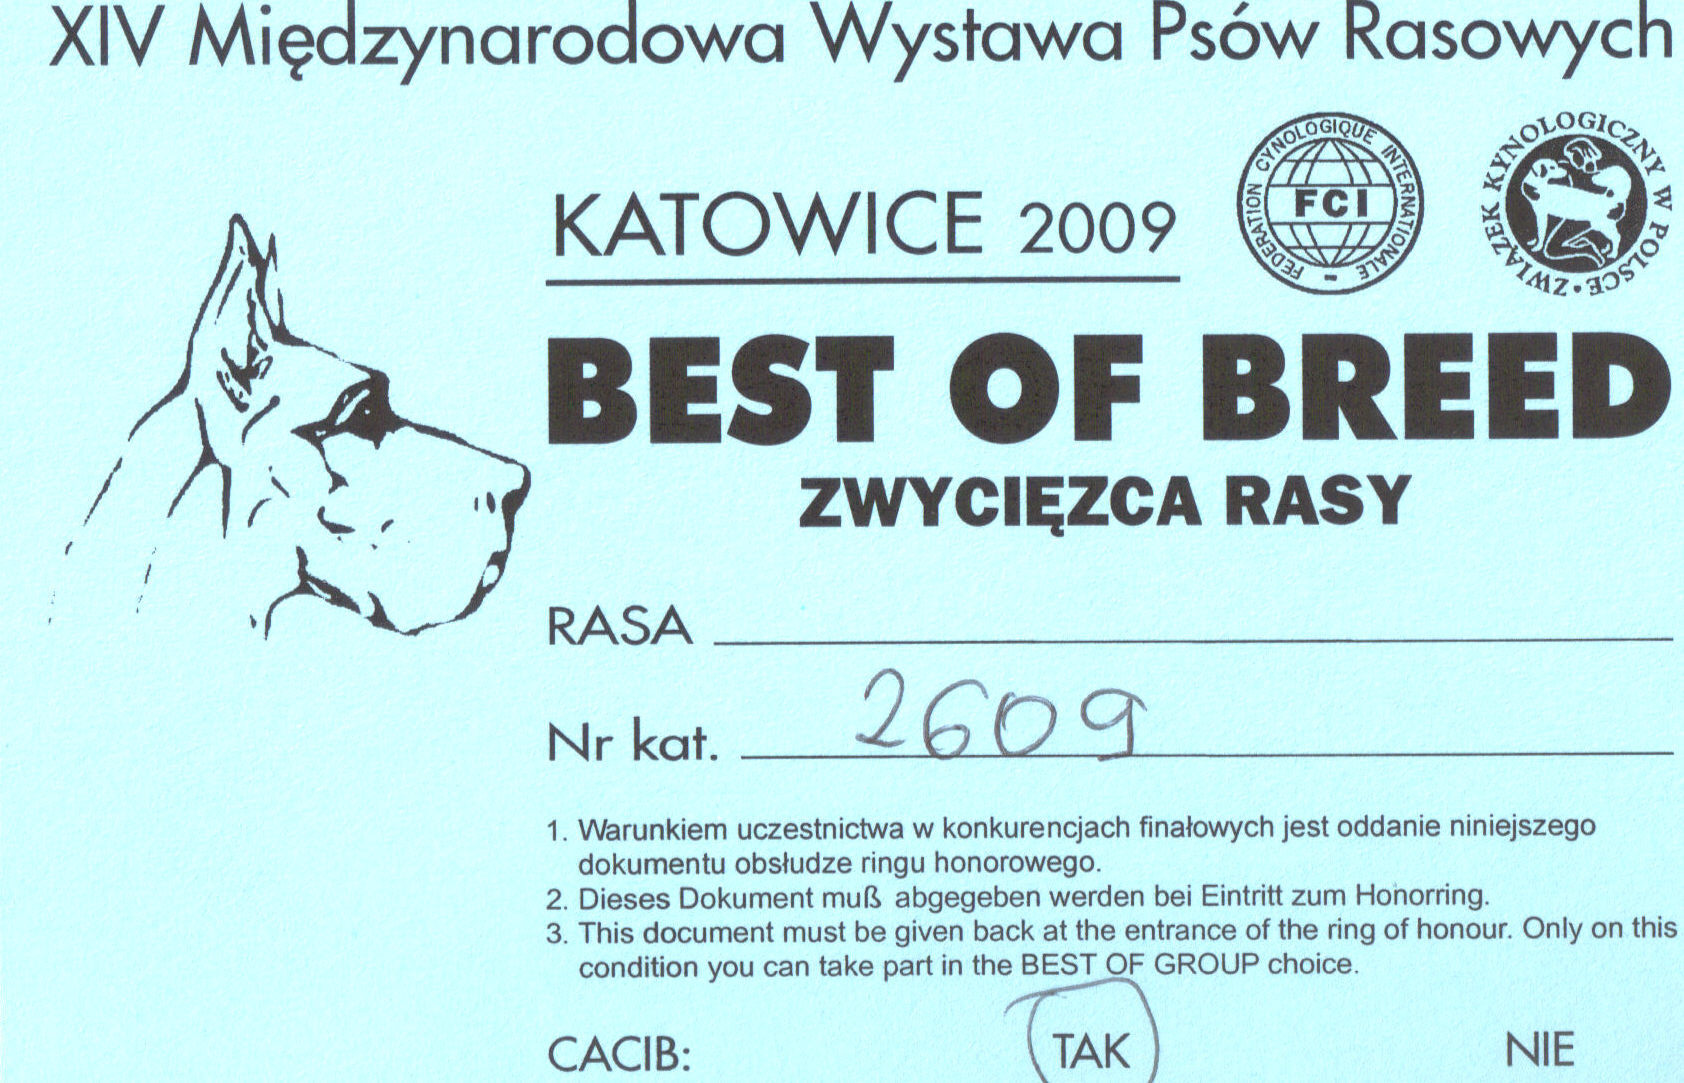 XIV Międzynarodowa Wystawa Psów Rasowych
KATOWICE 2009
FEDERATION CYNOLOGIQUE INTERNATIONALE -
FCI
ZWIĄZEK KYNOLOGICZNY W POLSCE •
BEST OF BREED
ZWYCIĘZCA RASY
RASA
Nr kat. 2609
1. Warunkiem uczestnictwa w konkurencjach finałowych jest oddanie niniejszego
dokumentu obsłudze ringu honorowego.
2. Dieses Dokument muß abgegeben werden bei Eintritt zum Honorring.
3. This document must be given back at the entrance of the ring of honour. Only on this
condition you can take part in the BEST OF GROUP choice.
CACIB: TAK NIE